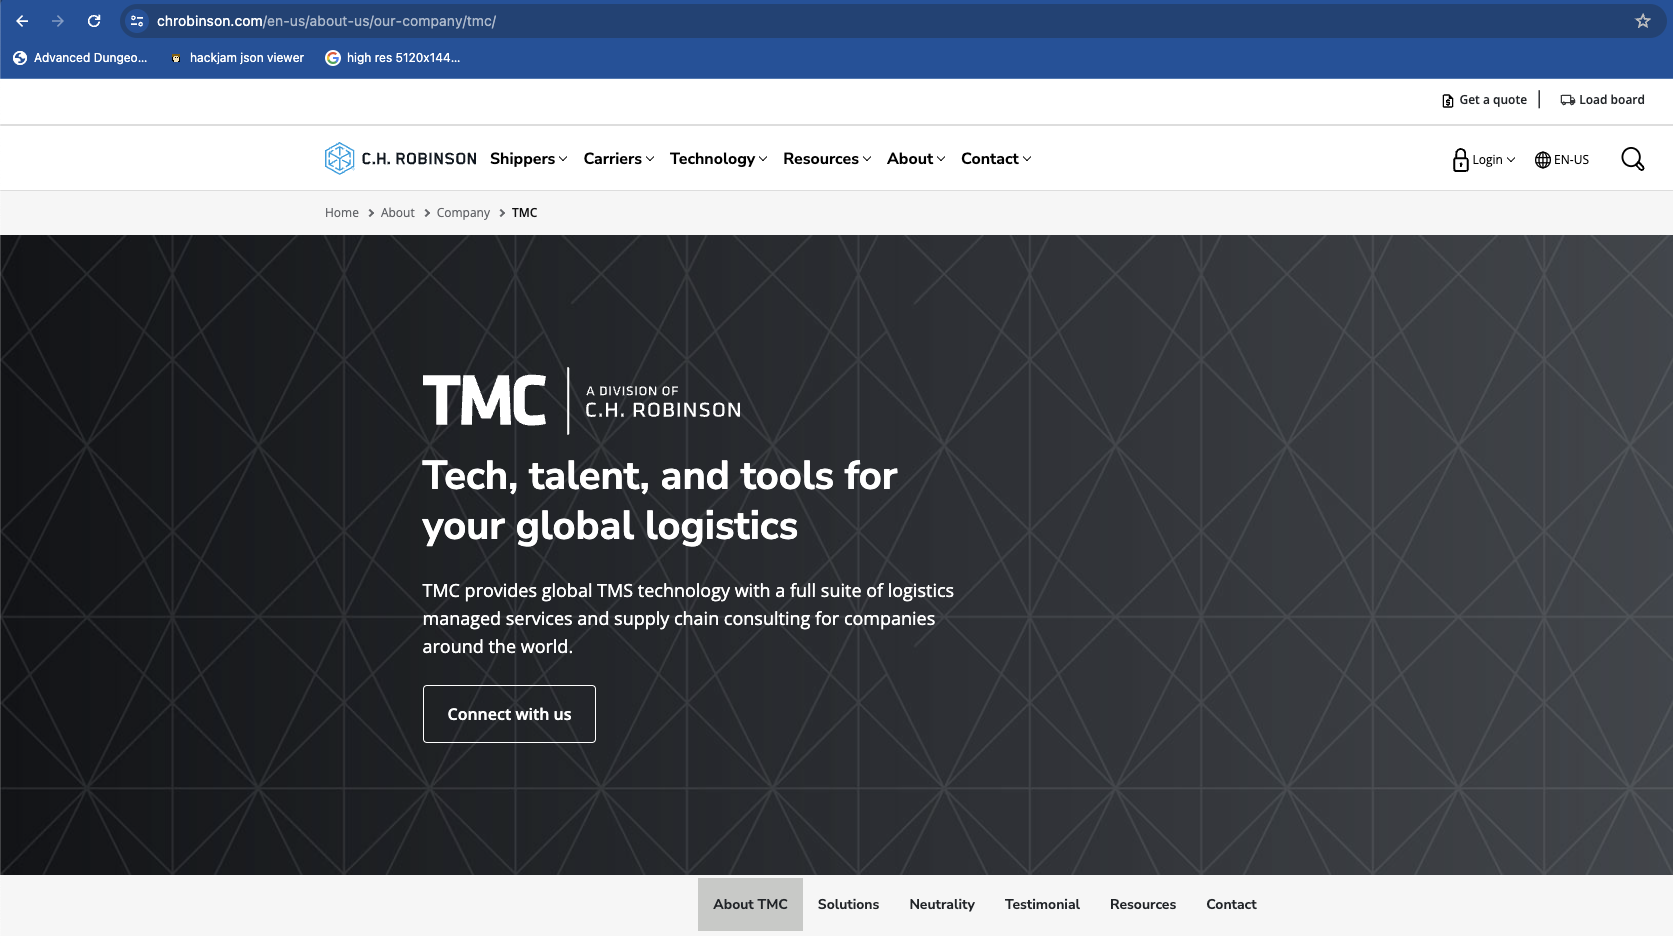 chrobinson.com/en-us/about-us/our-company/tmc/
Advanced Dungeo... hackjam json viewer high res 5120x144...
Get a quote Load board
C.H. ROBINSON Shippers Carriers Technology Resources About Contact Login EN-US
Home About Company TMC
TMC A DIVISION OF
C.H. ROBINSON
Tech, talent, and tools for
your global logistics
TMC provides global TMS technology with a full suite of logistics
managed services and supply chain consulting for companies
around the world.
Connect with us
About TMC Solutions Neutrality Testimonial Resources Contact